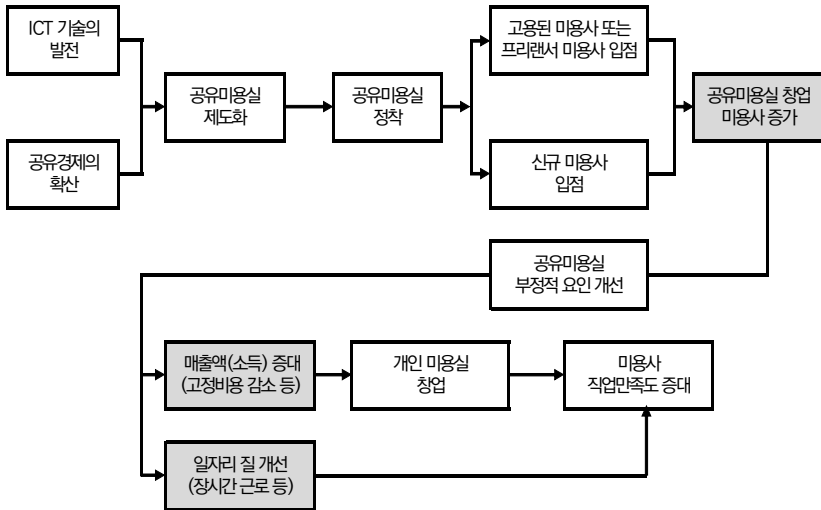 ICT 기술의
발전
공유경제의
확산
공유미용실
제도화
공유미용실
정착
고용된 미용사 또는
프리랜서 미용사 입점
신규 미용사
입점
공유미용실 창업
미용사 증가
공유미용실
부정적 요인 개선
매출액(소득) 증대
(고정비용 감소 등)
개인 미용실
창업
미용사
직업만족도 증대
일자리 질 개선
(장시간 근로 등)